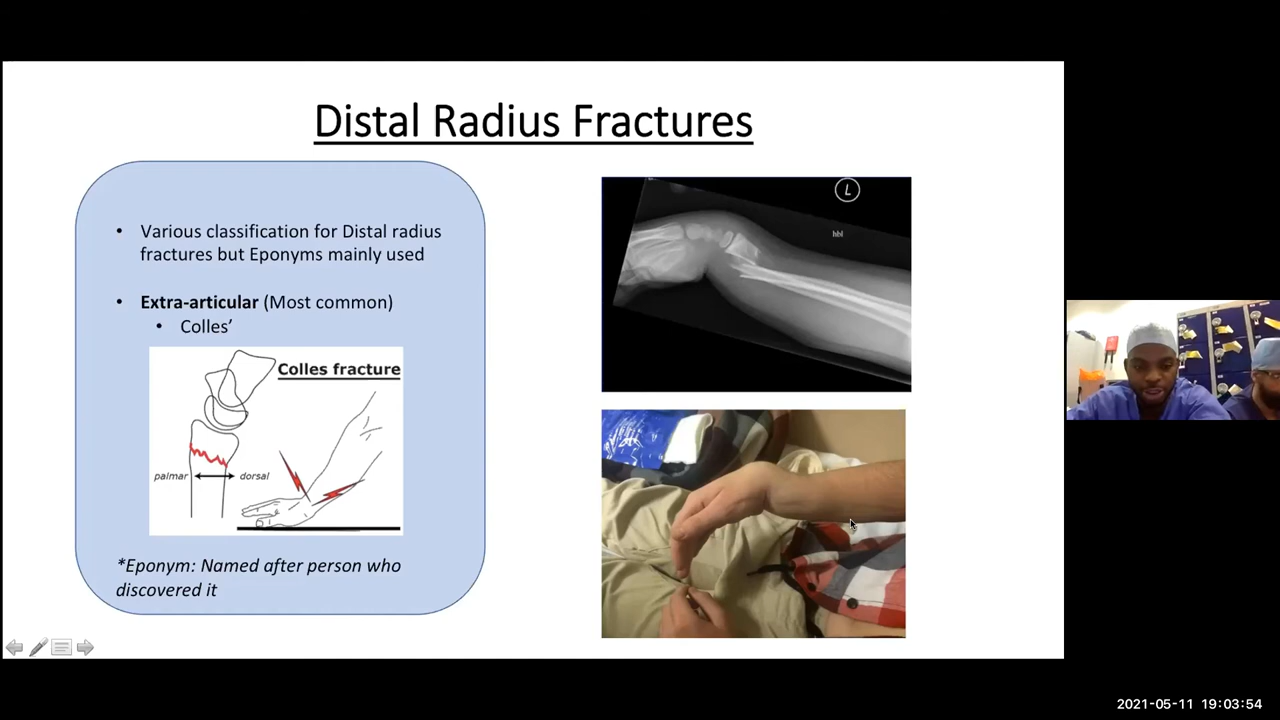 Distal Radius Fractures
• Various classification for Distal radius
fractures but Eponyms mainly used
• Extra-articular (Most common)
• Colles’
Colles fracture
palmar
dorsal
*Eponym: Named after person who
discovered it
L
hbl
2021-05-11 19:03:54